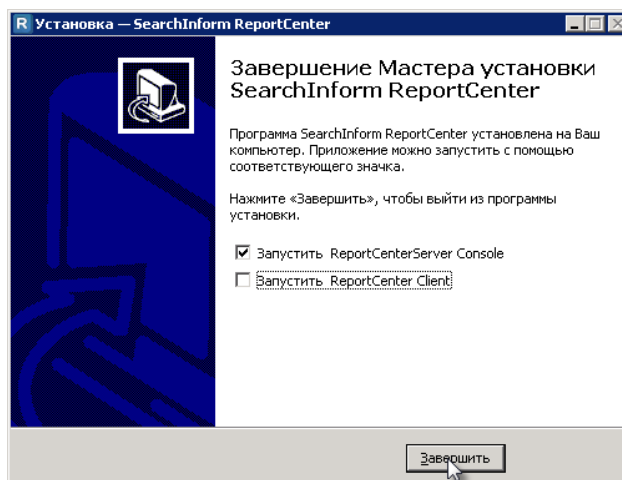 R Установка — SearchInform ReportCenter
Завершение Мастера установки
SearchInform ReportCenter
Программа SearchInform ReportCenter установлена на Ваш
компьютер. Приложение можно запустить с помощью
соответствующего значка.
Нажмите «Завершить», чтобы выйти из программы
установки.
Запустить ReportCenterServer Console
Запустить ReportCenter Client
Завершить